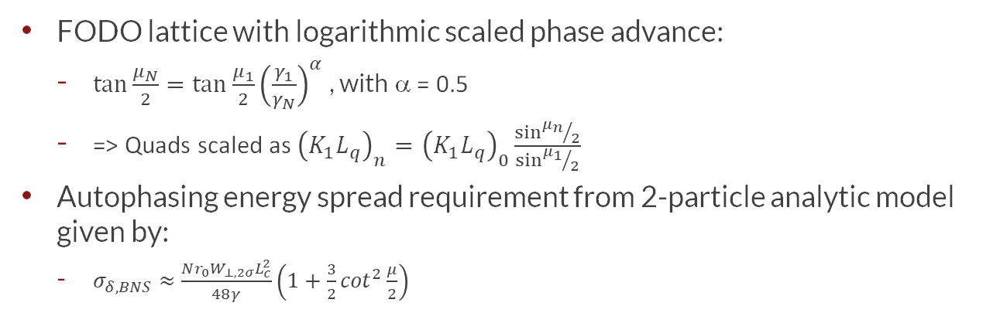 • FODO lattice with logarithmic scaled phase advance:
- tan μ_N/2 = tan μ_1/2 (γ_1/γ_N)^α , with α = 0.5
- => Quads scaled as (K_1 L_q)_n = (K_1 L_q)_0 sin μ_n/2 / sin μ_1/2
• Autophasing energy spread requirement from 2-particle analytic model
given by:
- σ_δ,BNS ≈ N r_0 W_⊥,2σ L_c^2 / 48γ (1 + 3/2 cot^2 μ/2)